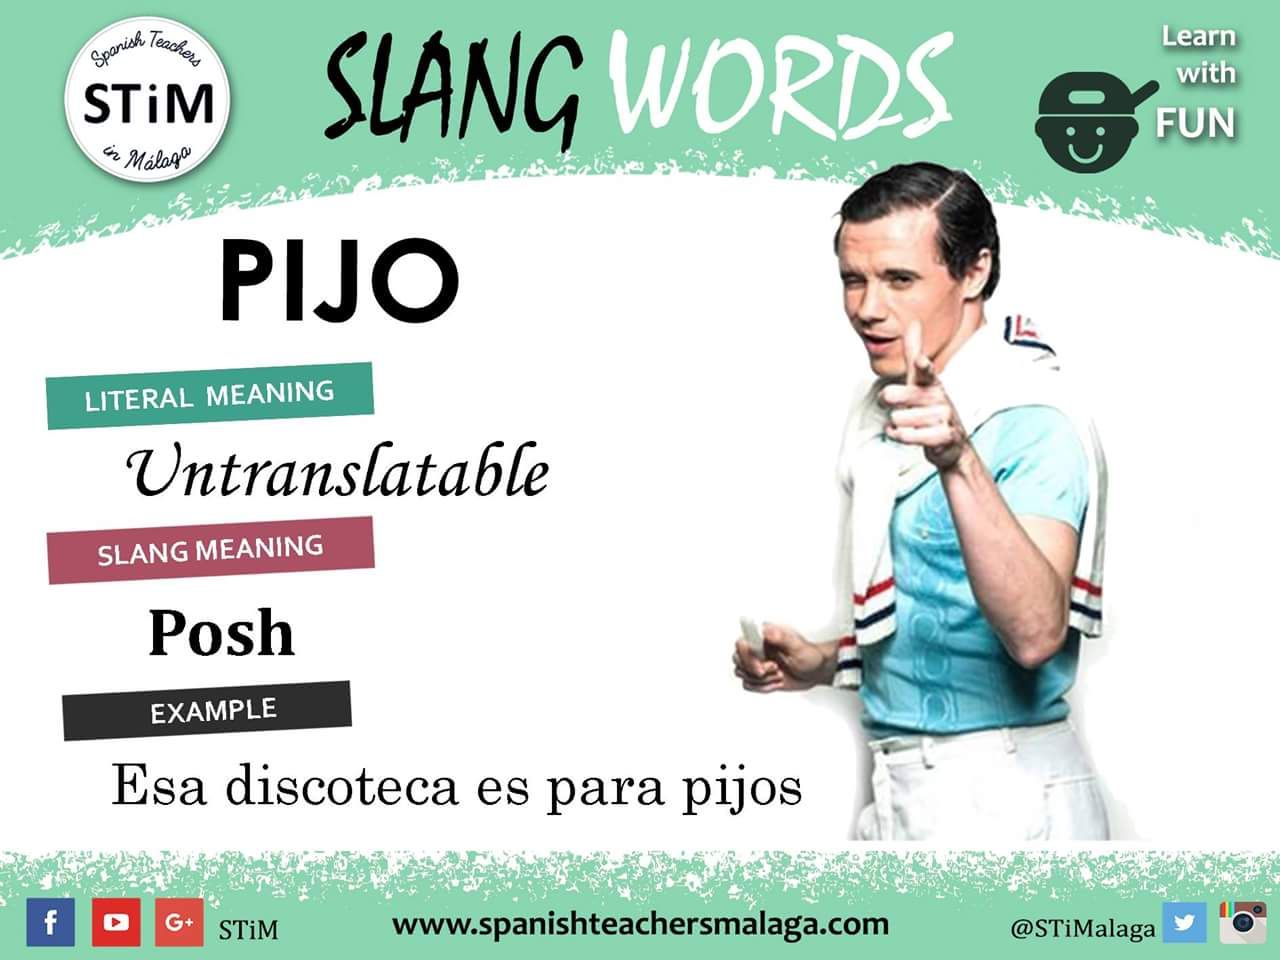 Spanish Teachers
STiM
in Málaga
SLANG WORDS
Learn
with
FUN
PIJO
LITERAL MEANING
Untranslatable
SLANG MEANING
Posh
EXAMPLE
Esa discoteca es para pijos
f
G+
STiM
www.spanishteachersmalaga.com
@STiMalaga